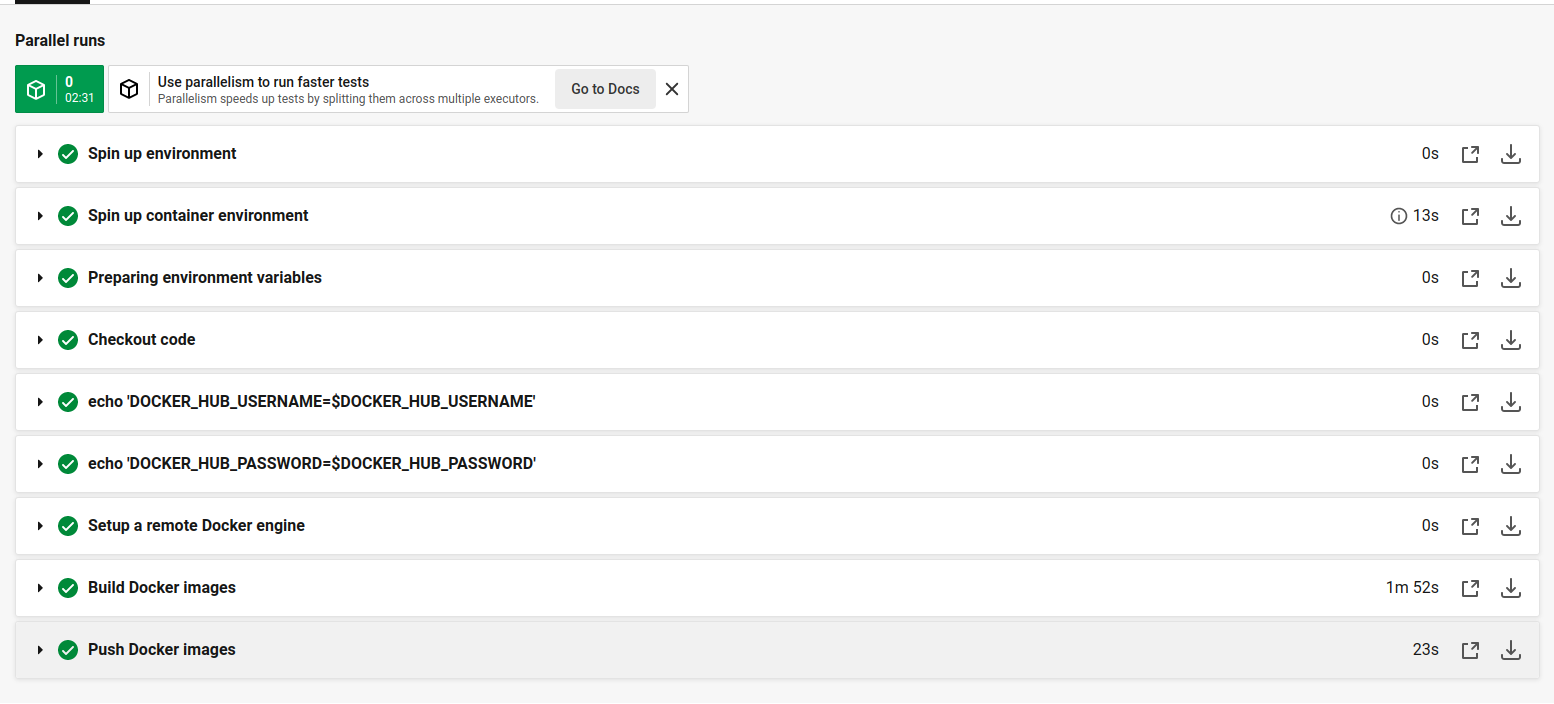 Parallel runs
0
02:31
Use parallelism to run faster tests
Parallelism speeds up tests by splitting them across multiple executors.
Go to Docs
Spin up environment 0s
Spin up container environment 13s
Preparing environment variables 0s
Checkout code 0s
echo 'DOCKER_HUB_USERNAME=$DOCKER_HUB_USERNAME' 0s
echo 'DOCKER_HUB_PASSWORD=$DOCKER_HUB_PASSWORD' 0s
Setup a remote Docker engine 0s
Build Docker images 1m 52s
Push Docker images 23s